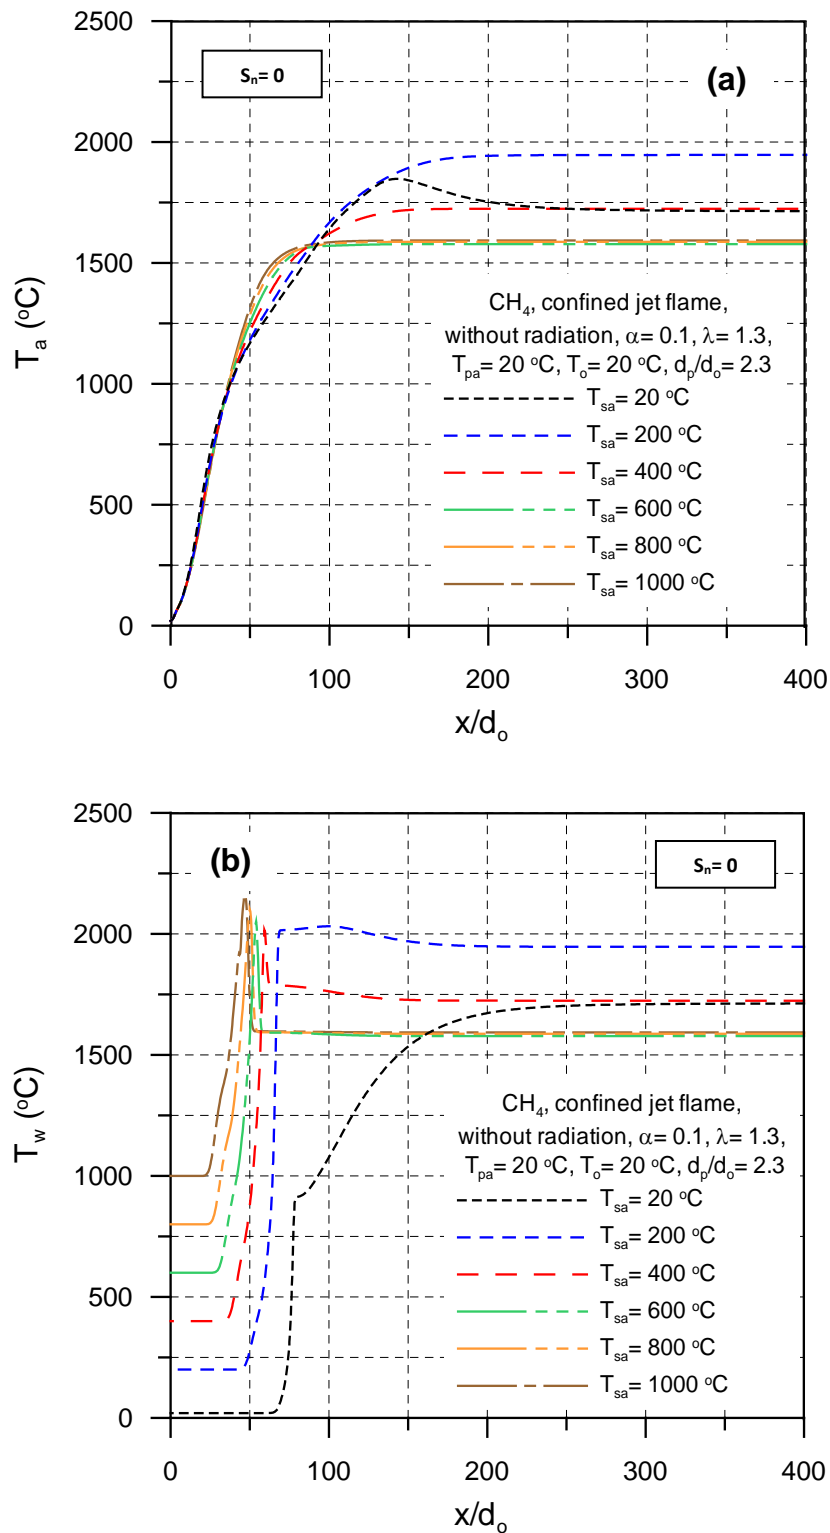 2500
Sn= 0
(a)
2000
1500
Ta (oC)
CH4, confined jet flame,
without radiation, α= 0.1, λ= 1.3,
Tpa= 20 oC, To= 20 oC, dp/do= 2.3
1000
Tsa= 20 oC
Tsa= 200 oC
Tsa= 400 oC
500
Tsa= 600 oC
Tsa= 800 oC
Tsa= 1000 oC
0
0 100 200 300 400
x/do
2500
(b)
Sn= 0
2000
1500
Tw (oC)
CH4, confined jet flame,
without radiation, α= 0.1, λ= 1.3,
1000
Tpa= 20 oC, To= 20 oC, dp/do= 2.3
Tsa= 20 oC
Tsa= 200 oC
Tsa= 400 oC
500
Tsa= 600 oC
Tsa= 800 oC
Tsa= 1000 oC
0
0 100 200 300 400
x/do